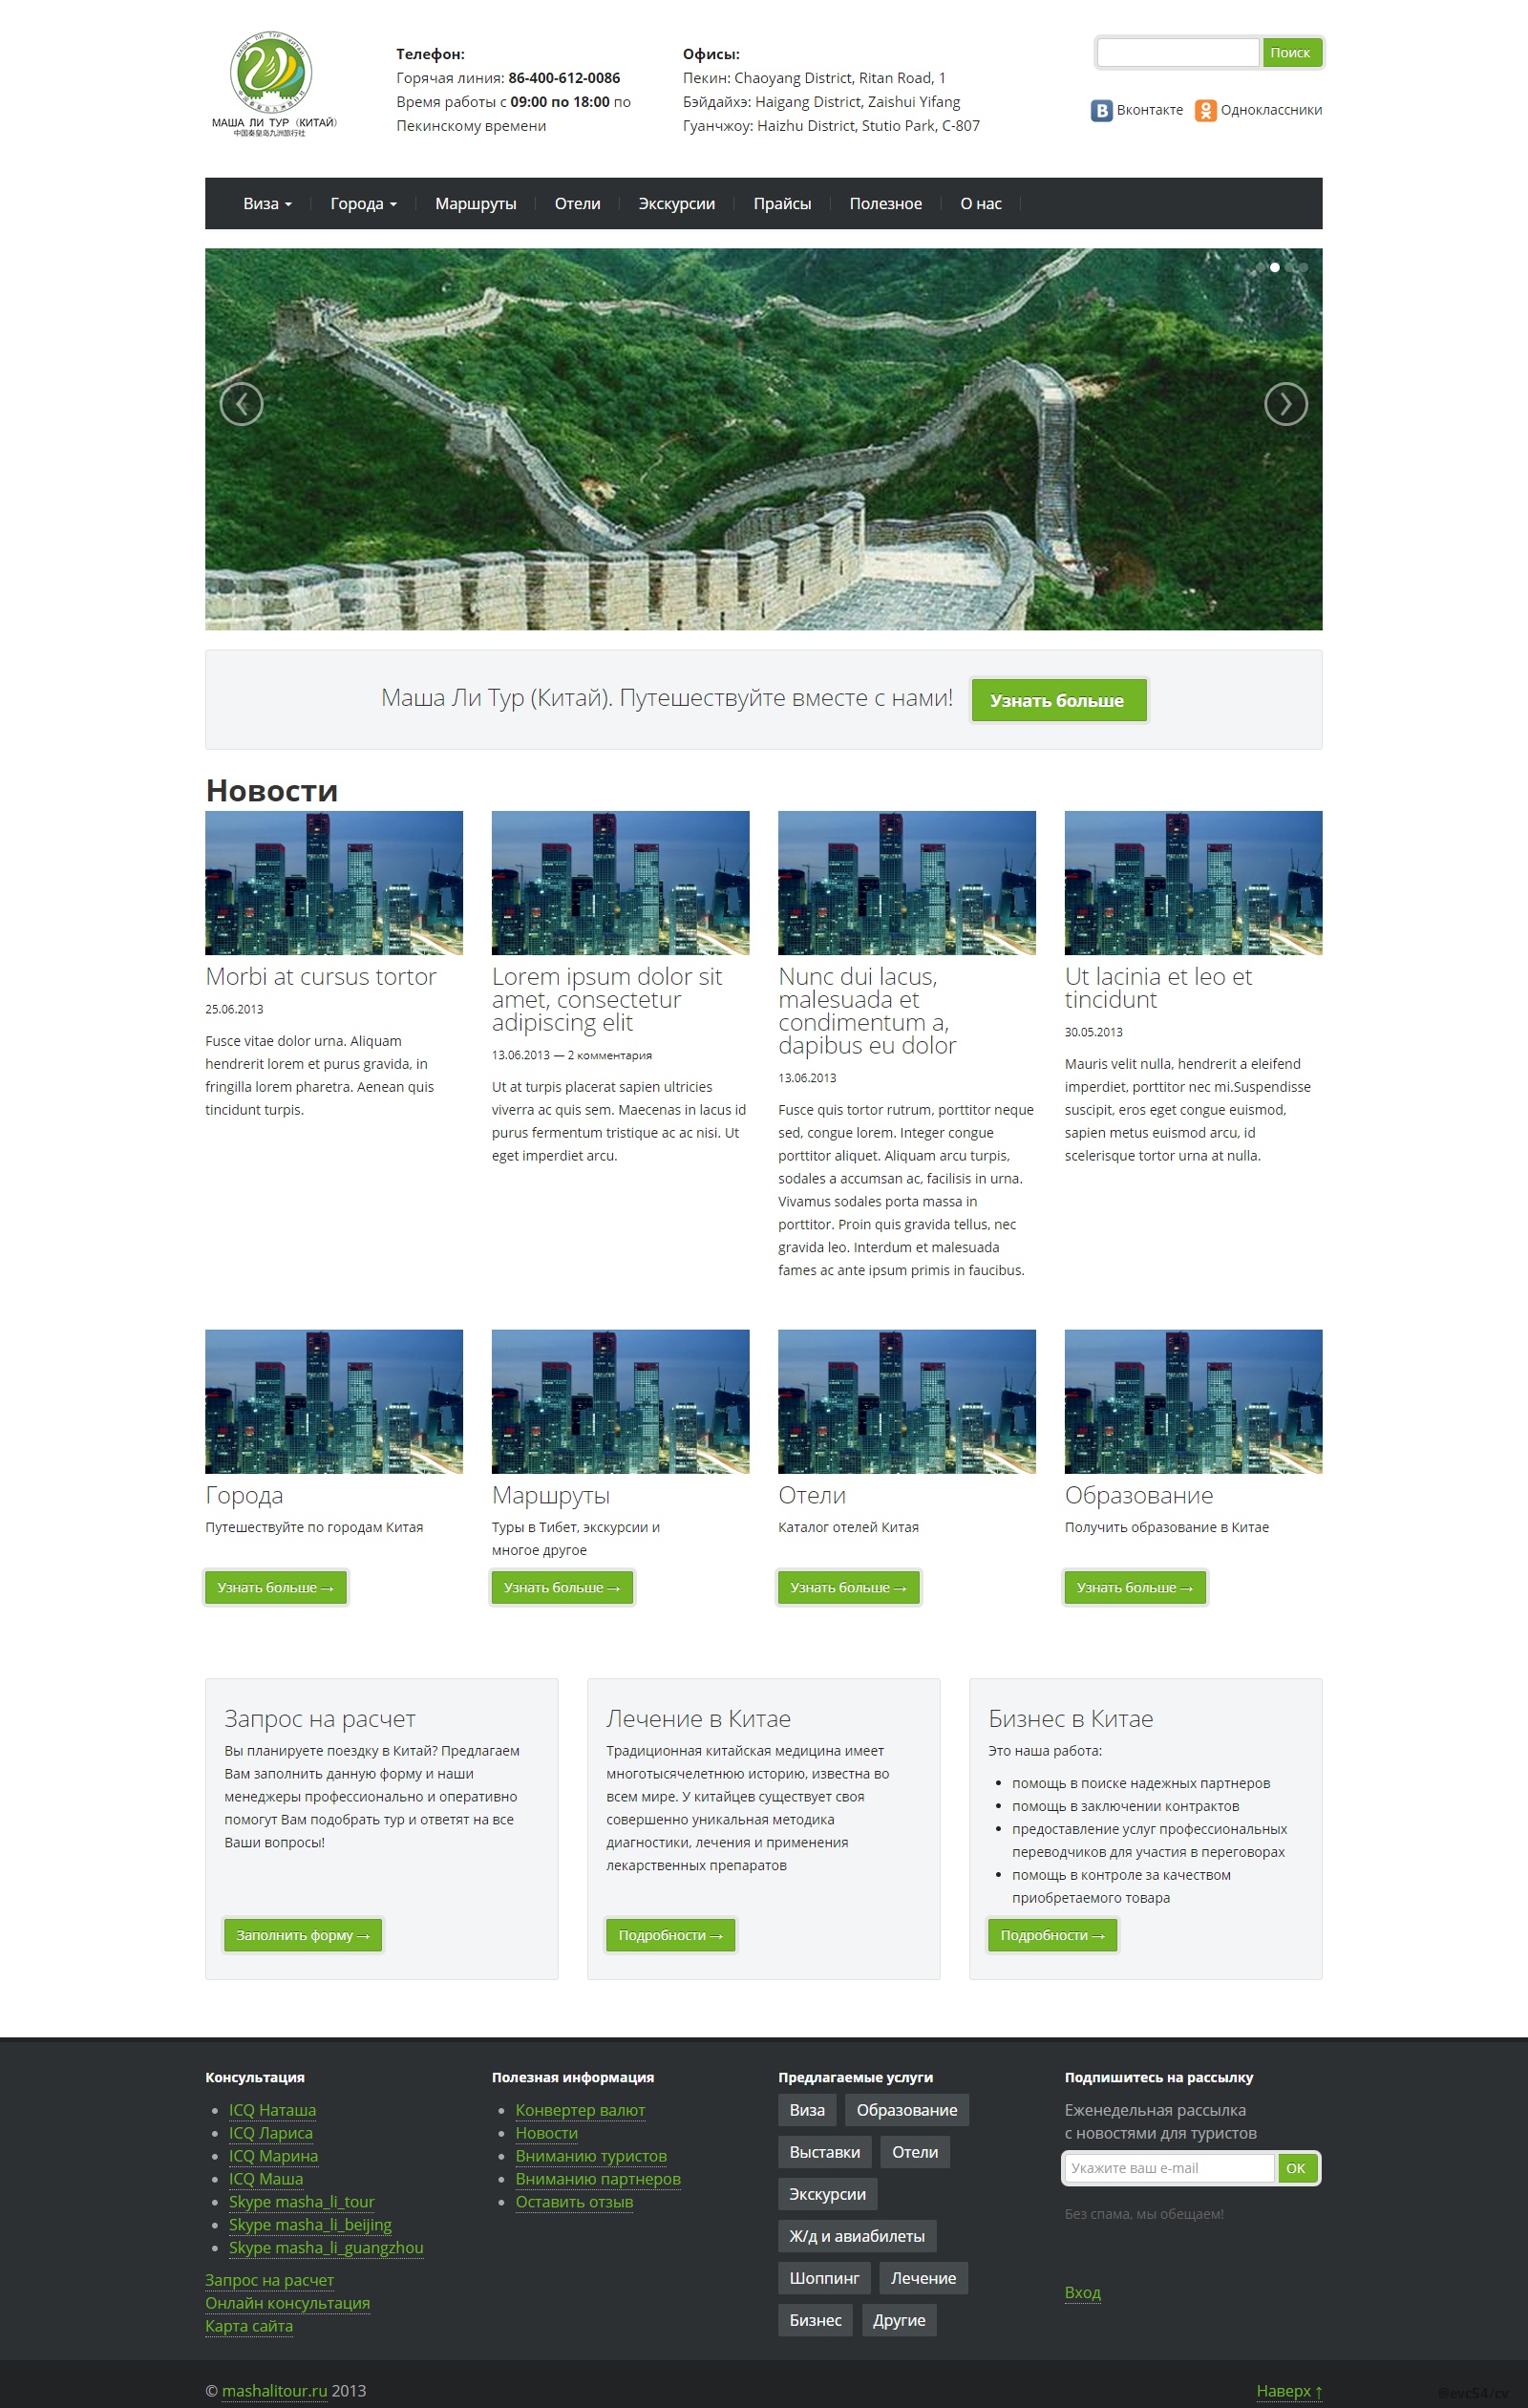 МАША ЛИ ТУР (КИТАЙ)
МАША ЛИ ТУР (КИТАЙ)
中国秦皇岛九洲旅行社
Телефон:
Горячая линия: 86-400-612-0086
Время работы с 09:00 по 18:00 по
Пекинскому времени
Офисы:
Пекин: Chaoyang District, Ritan Road, 1
Бэйдайхэ: Haigang District, Zaishui Yifang
Гуанчжоу: Haizhu District, Stutio Park, C-807
Поиск
Вконтакте Одноклассники
Виза Города Маршруты Отели Экскурсии Прайсы Полезное О нас
Маша Ли Тур (Китай). Путешествуйте вместе с нами! Узнать больше
Новости
Morbi at cursus tortor
25.06.2013
Fusce vitae dolor urna. Aliquam
hendrerit lorem et purus gravida, in
fringilla lorem pharetra. Aenean quis
tincidunt turpis.
Lorem ipsum dolor sit
amet, consectetur
adipiscing elit
13.06.2013 — 2 комментария
Ut at turpis placerat sapien ultricies
viverra ac quis sem. Maecenas in lacus id
purus fermentum tristique ac ac nisi. Ut
eget imperdiet arcu.
Nunc dui lacus,
malesuada et
condimentum a,
dapibus eu dolor
13.06.2013
Fusce quis tortor rutrum, porttitor neque
sed, congue lorem. Integer congue
porttitor aliquet. Aliquam arcu turpis,
sodales a accumsan ac, facilisis in urna.
Vivamus sodales porta massa in
porttitor. Proin quis gravida tellus, nec
gravida leo. Interdum et malesuada
fames ac ante ipsum primis in faucibus.
Ut lacinia et leo et
tincidunt
30.05.2013
Mauris velit nulla, hendrerit a eleifend
imperdiet, porttitor nec mi.Suspendisse
suscipit, eros eget congue euismod,
sapien metus euismod arcu, id
scelerisque tortor urna at nulla.
Города
Путешествуйте по городам Китая
Узнать больше →
Маршруты
Туры в Тибет, экскурсии и
многое другое
Узнать больше →
Отели
Каталог отелей Китая
Узнать больше →
Образование
Получить образование в Китае
Узнать больше →
Запрос на расчет
Вы планируете поездку в Китай? Предлагаем
Вам заполнить данную форму и наши
менеджеры профессионально и оперативно
помогут Вам подобрать тур и ответят на все
Ваши вопросы!
Заполнить форму →
Лечение в Китае
Традиционная китайская медицина имеет
многотысячелетнюю историю, известна во
всем мире. У китайцев существует своя
совершенно уникальная методика
диагностики, лечения и применения
лекарственных препаратов
Подробности →
Бизнес в Китае
Это наша работа:
помощь в поиске надежных партнеров
помощь в заключении контрактов
предоставление услуг профессиональных
переводчиков для участия в переговорах
помощь в контроле за качеством
приобретаемого товара
Подробности →
Консультация
ICQ Наташа
ICQ Лариса
ICQ Марина
ICQ Маша
Skype masha_li_tour
Skype masha_li_beijing
Skype masha_li_guangzhou
Запрос на расчет
Онлайн консультация
Карта сайта
Полезная информация
Конвертер валют
Новости
Вниманию туристов
Вниманию партнеров
Оставить отзыв
Предлагаемые услуги
Виза Образование
Выставки Отели
Экскурсии
Ж/д и авиабилеты
Шоппинг Лечение
Бизнес Другие
Подпишитесь на рассылку
Еженедельная рассылка
с новостями для туристов
Укажите ваш e-mail OK
Без спама, мы обещаем!
Вход
© mashalitour.ru 2013
Наверх ↑
@evc54/cv